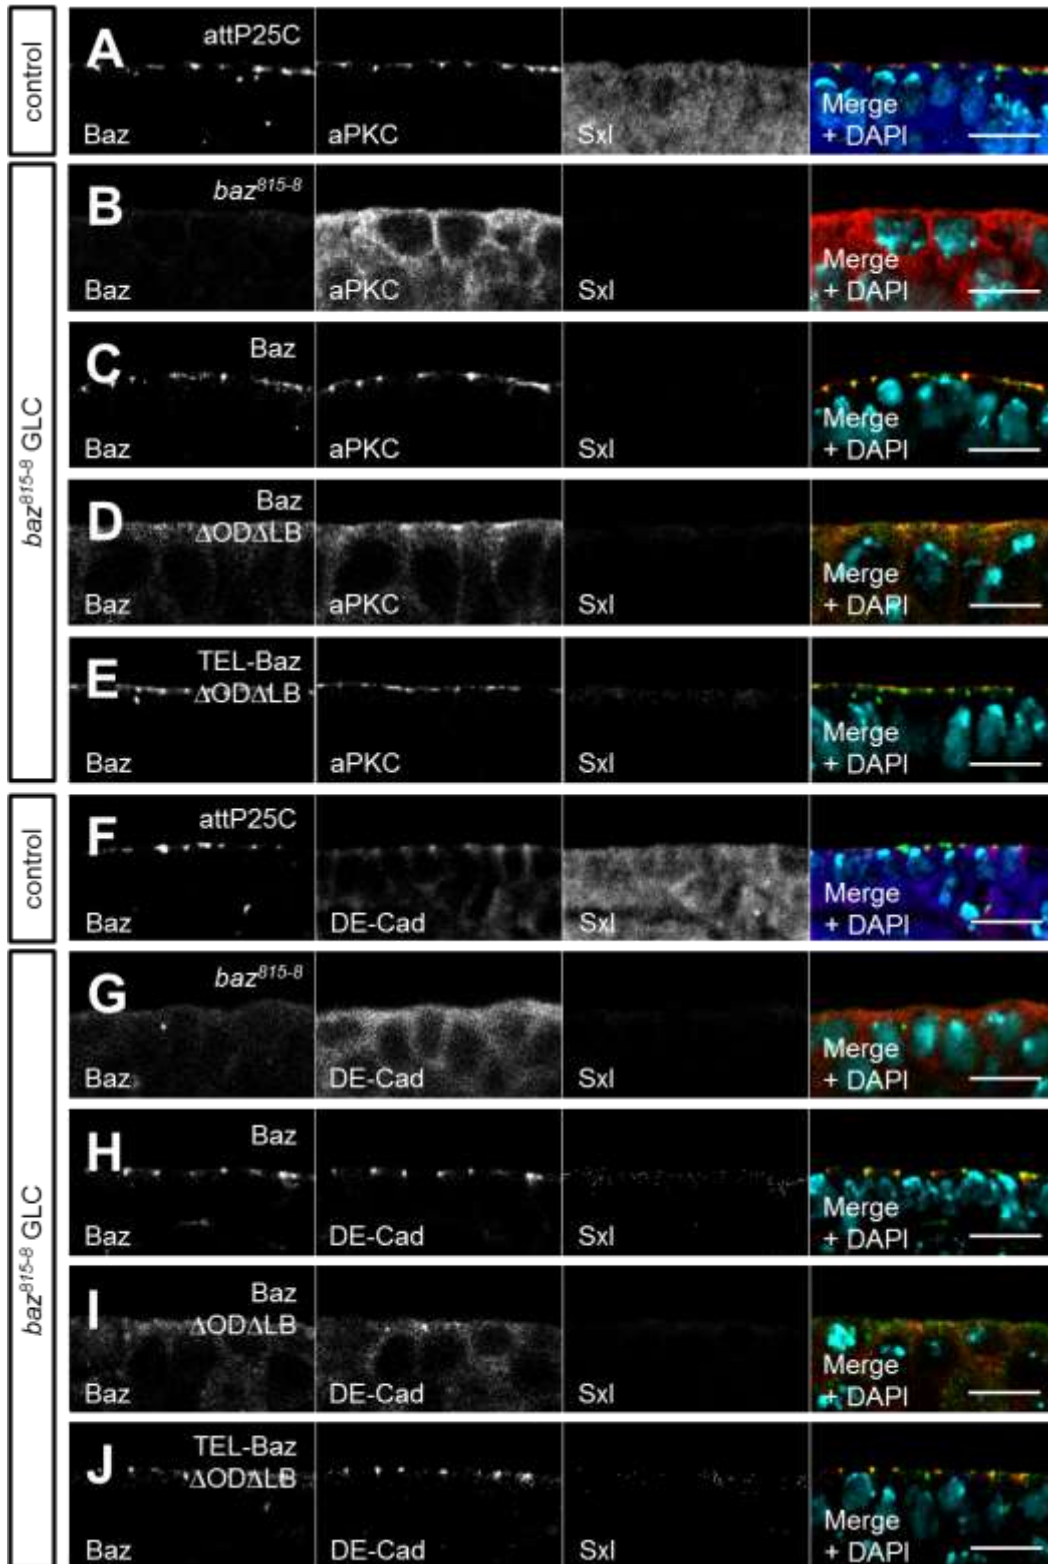 control
A
attP25C
Baz
aPKC
Sxl
Merge
+ DAPI
baz815-8 GLC
B
baz815-8
Baz
aPKC
Sxl
Merge
+ DAPI
C
Baz
Baz
aPKC
Sxl
Merge
+ DAPI
D
Baz
ΔODΔLB
Baz
aPKC
Sxl
Merge
+ DAPI
E
TEL-Baz
ΔODΔLB
Baz
aPKC
Sxl
Merge
+ DAPI
control
F
attP25C
Baz
DE-Cad
Sxl
Merge
+ DAPI
baz815-8 GLC
G
baz815-8
Baz
DE-Cad
Sxl
Merge
+ DAPI
H
Baz
Baz
DE-Cad
Sxl
Merge
+ DAPI
I
Baz
ΔODΔLB
Baz
DE-Cad
Sxl
Merge
+ DAPI
J
TEL-Baz
ΔODΔLB
Baz
DE-Cad
Sxl
Merge
+ DAPI